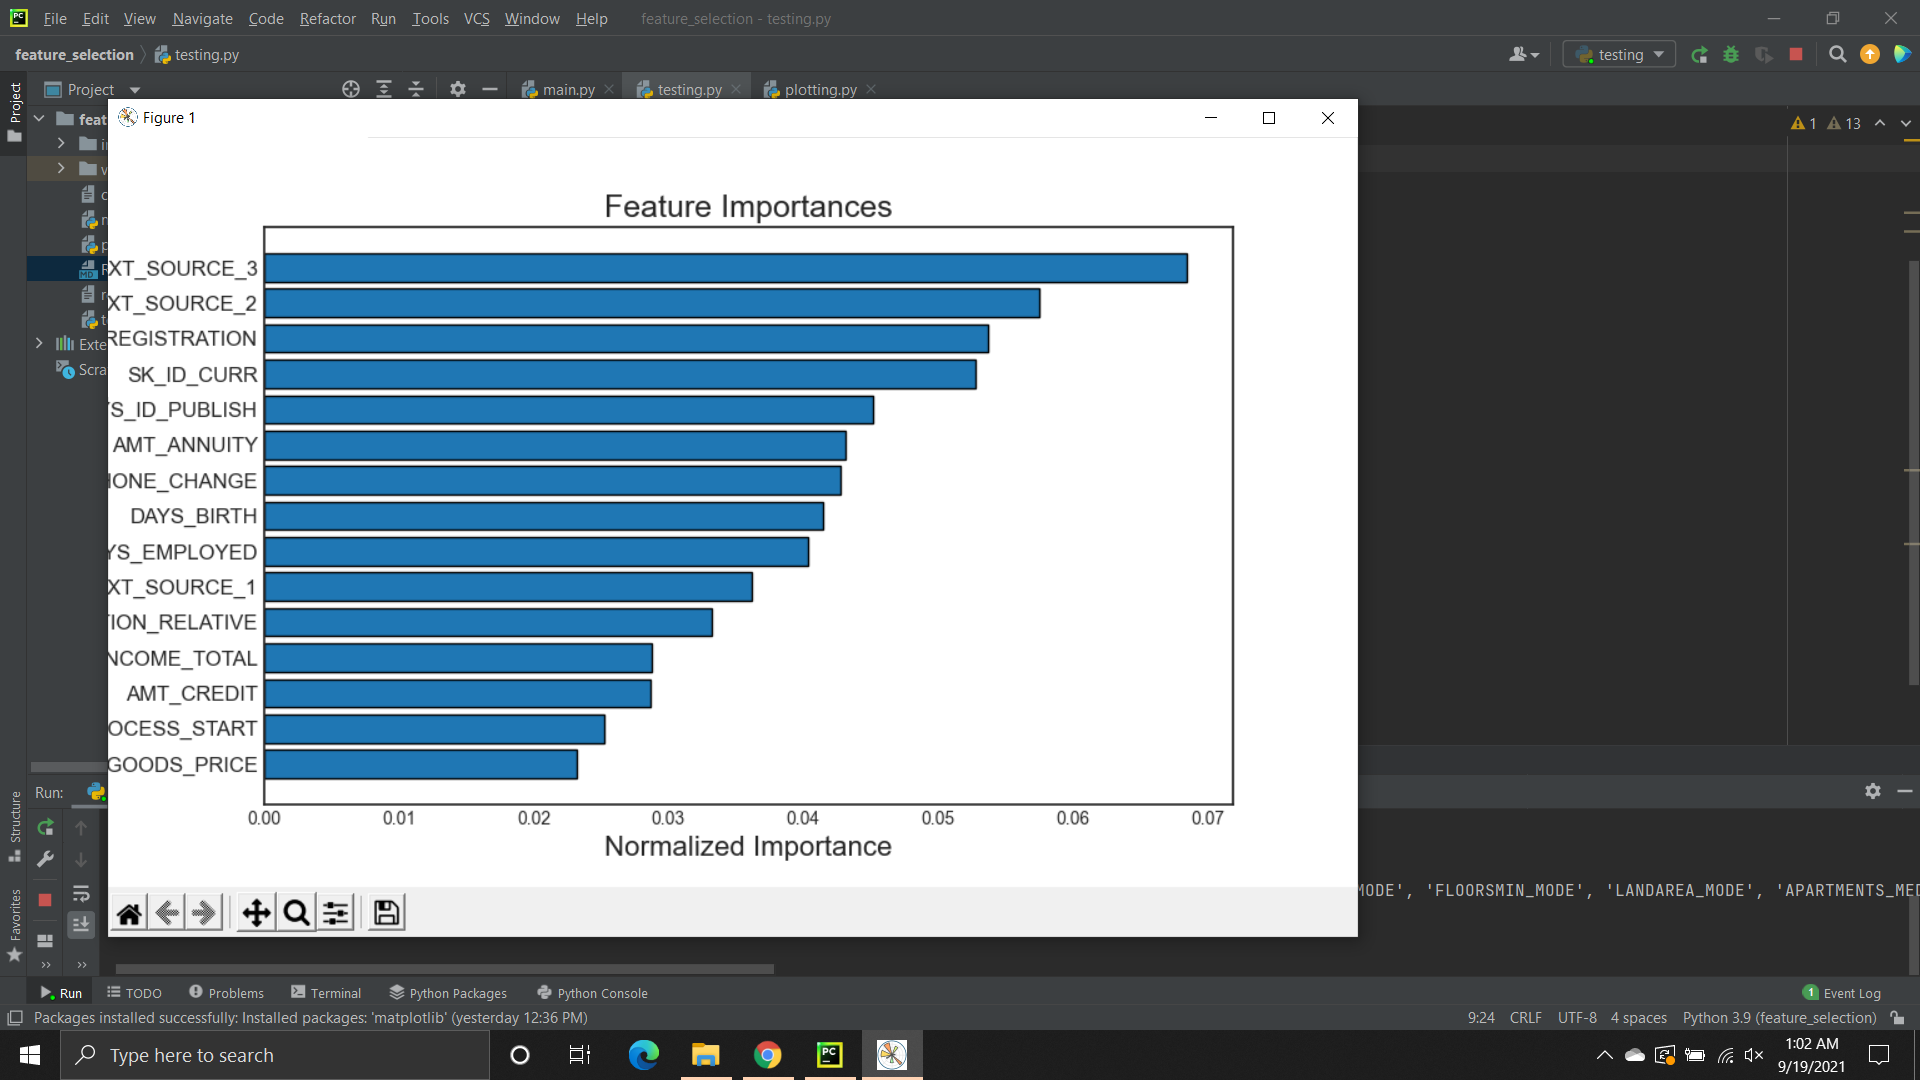 File Edit View Navigate Code Refactor Run Tools VCS Window Help feature_selection - testing.py
feature_selection testing.py testing
Project main.py testing.py plotting.py
Project
feat
Figure 1
1 13
Feature Importances
XT_SOURCE_3
XT_SOURCE_2
REGISTRATION
SK_ID_CURR
S_ID_PUBLISH
AMT_ANNUITY
HONE_CHANGE
DAYS_BIRTH
YS_EMPLOYED
XT_SOURCE_1
TION_RELATIVE
NCOME_TOTAL
AMT_CREDIT
OCESS_START
GOODS_PRICE
0.00 0.01 0.02 0.03 0.04 0.05 0.06 0.07
Normalized Importance
Exte
Scra
Run:
Structure
Favorites
MODE', 'FLOORSMIN_MODE', 'LANDAREA_MODE', 'APARTMENTS_MED
Run TODO Problems Terminal Python Packages Python Console 1 Event Log
Packages installed successfully: Installed packages: 'matplotlib' (yesterday 12:36 PM) 9:24 CRLF UTF-8 4 spaces Python 3.9 (feature_selection)
Type here to search
1:02 AM
9/19/2021